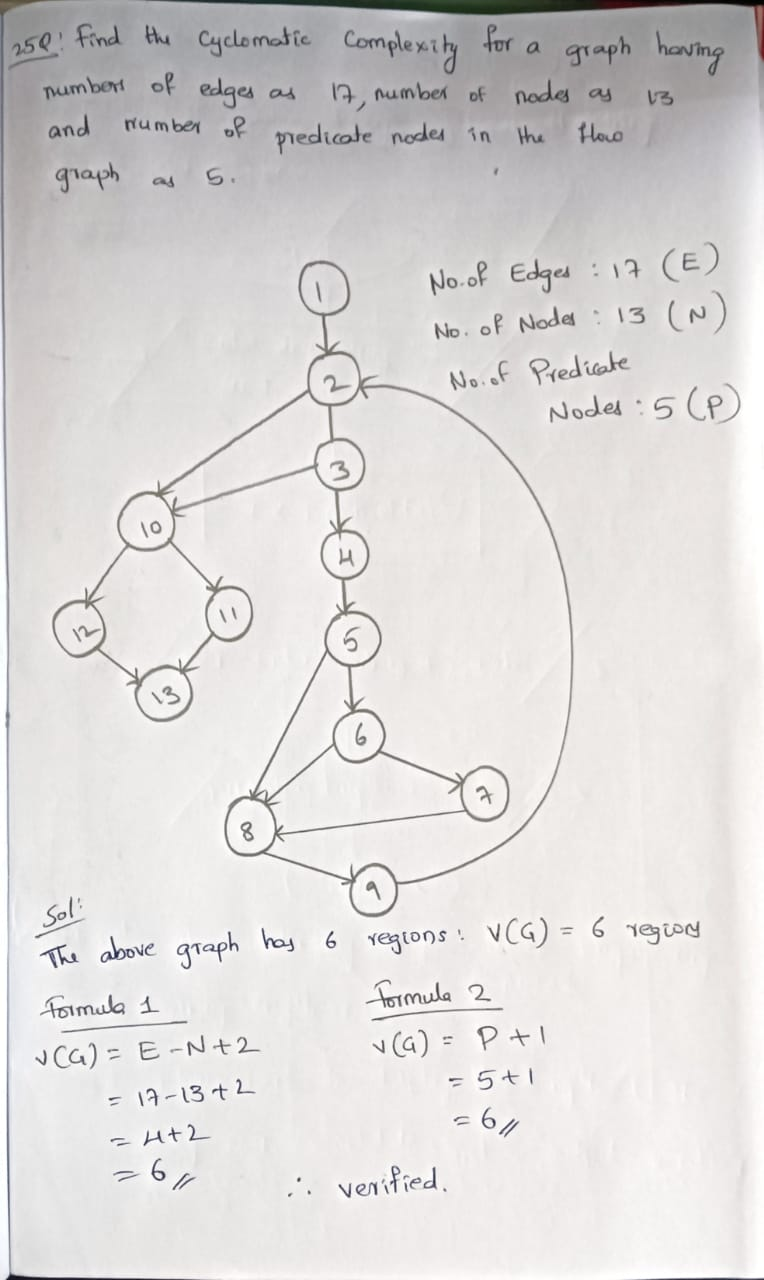 25Q: Find the Cyclomatic Complexity for a graph having
numbers of edges as 17, number of nodes as 13
and number of predicate nodes in the flow
graph as 5.
1
No. of Edges : 17 (E)
No. of Nodes : 13 (N)
2
No. of Predicate
Nodes : 5 (P)
3
10
4
12
11
5
13
6
7
8
9
Sol:
The above graph has 6 regions: V(G) = 6 regions
Formula 1
V(G) = E - N + 2
= 17 - 13 + 2
= 4 + 2
= 6 //
Formula 2
V(G) = P + 1
= 5 + 1
= 6 //
∴ verified.